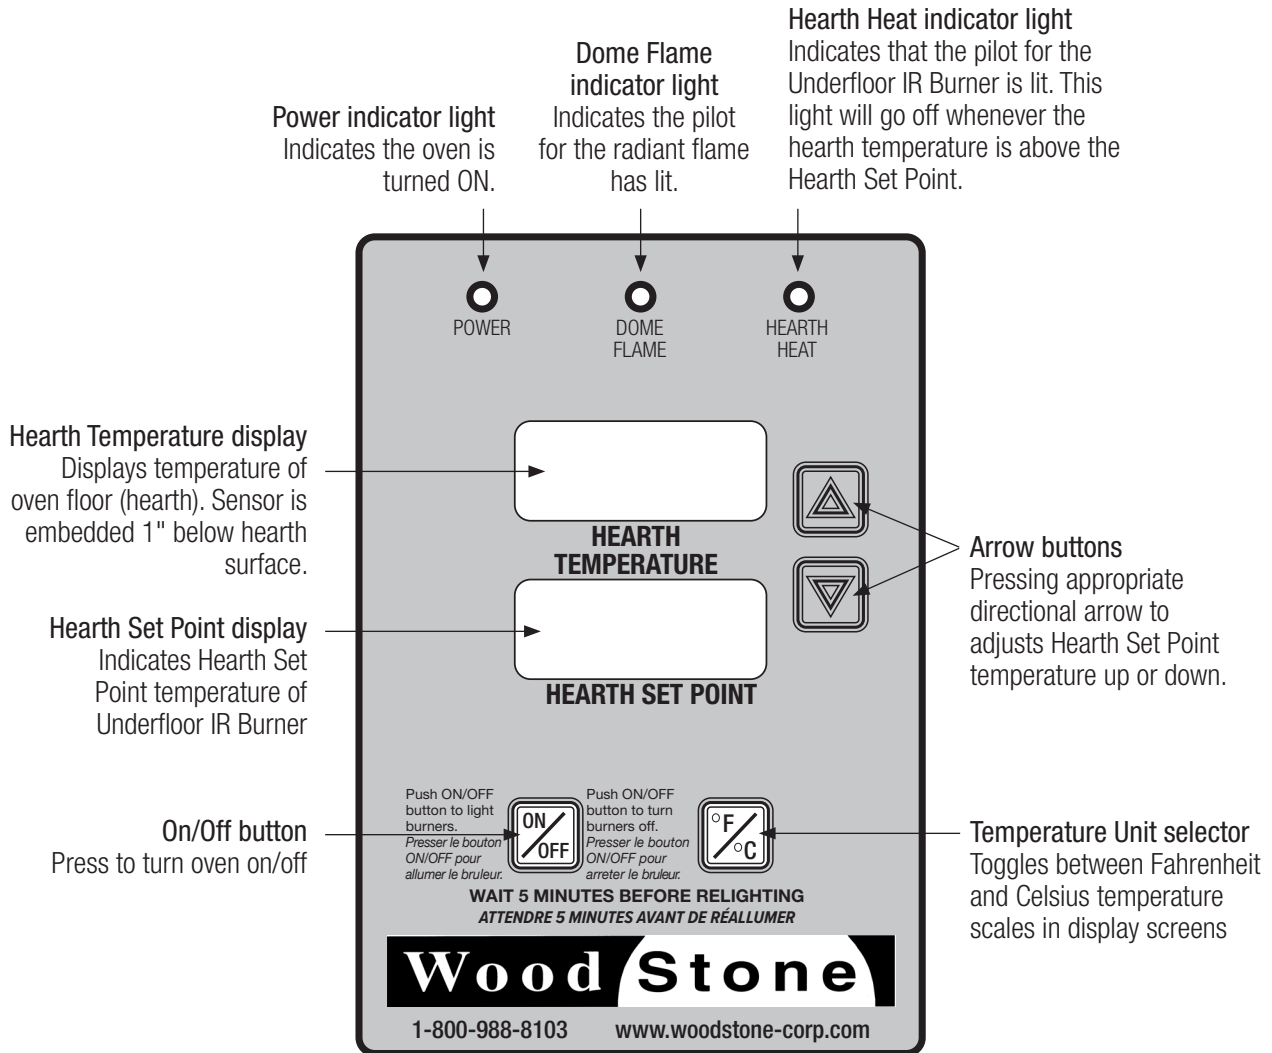 Hearth Heat indicator light
Indicates that the pilot for the
Underfloor IR Burner is lit. This
light will go off whenever the
hearth temperature is above the
Hearth Set Point.
Dome Flame
indicator light
Indicates the pilot
for the radiant flame
has lit.
Power indicator light
Indicates the oven is
turned ON.
POWER
DOME
FLAME
HEARTH
HEAT
Hearth Temperature display
Displays temperature of
oven floor (hearth). Sensor is
embedded 1" below hearth
surface.
HEARTH
TEMPERATURE
Arrow buttons
Pressing appropriate
directional arrow to
adjusts Hearth Set Point
temperature up or down.
Hearth Set Point display
Indicates Hearth Set
Point temperature of
Underfloor IR Burner
HEARTH SET POINT
On/Off button
Press to turn oven on/off
Push ON/OFF
button to light
burners.
Presser le bouton
ON/OFF pour
allumer le bruleur.
ON
OFF
Push ON/OFF
button to turn
burners off.
Presser le bouton
ON/OFF pour
arreter le bruleur.
°F
°C
Temperature Unit selector
Toggles between Fahrenheit
and Celsius temperature
scales in display screens
WAIT 5 MINUTES BEFORE RELIGHTING
ATTENDRE 5 MINUTES AVANT DE RÉALLUMER
Wood Stone
1-800-988-8103 www.woodstone-corp.com